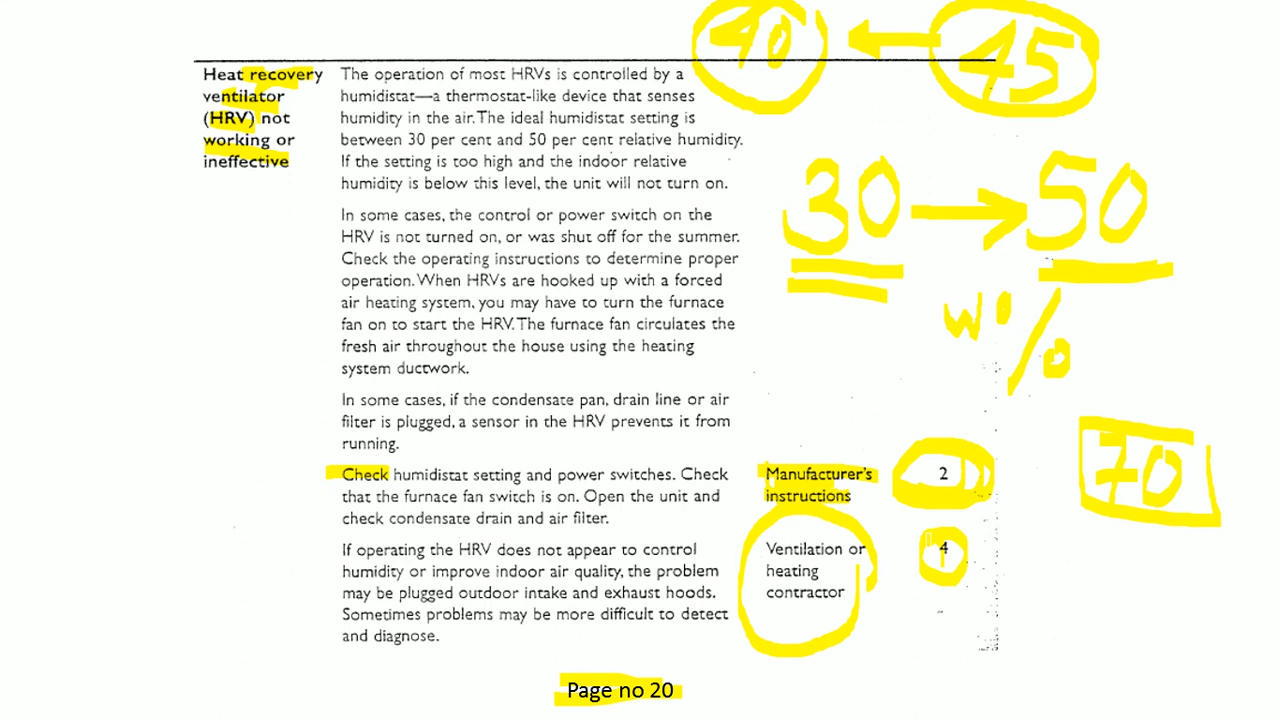 40 ← 45
Heat recovery
ventilator
(HRV) not
working or
ineffective
The operation of most HRVs is controlled by a
humidistat—a thermostat-like device that senses
humidity in the air. The ideal humidistat setting is
between 30 per cent and 50 per cent relative humidity.
If the setting is too high and the indoor relative
humidity is below this level, the unit will not turn on.
30 → 50
In some cases, the control or power switch on the
HRV is not turned on, or was shut off for the summer.
Check the operating instructions to determine proper
operation. When HRVs are hooked up with a forced
air heating system, you may have to turn the furnace
fan on to start the HRV. The furnace fan circulates the
fresh air throughout the house using the heating
system ductwork.
%
In some cases, if the condensate pan, drain line or air
filter is plugged, a sensor in the HRV prevents it from
running.
Check humidistat setting and power switches. Check
that the furnace fan switch is on. Open the unit and
check condensate drain and air filter.
Manufacturer's
instructions
2
70
If operating the HRV does not appear to control
humidity or improve indoor air quality, the problem
may be plugged outdoor intake and exhaust hoods.
Sometimes problems may be more difficult to detect
and diagnose.
Ventilation or
heating
contractor
4
Page no 20